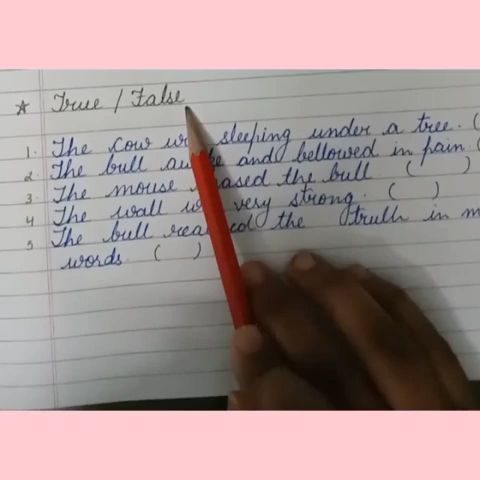 ★ True / False
1. The cow sleeping under a tree. (
2. The bull and bellowed in pain (
3. The mouse the bull. ( )
4 The wall very strong. ( )
5 The bull the truth in
words. ( )